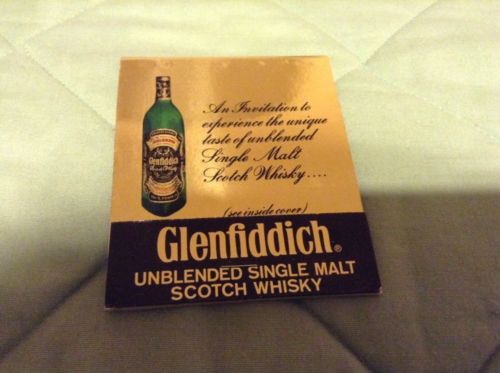 An Invitation to
experience the unique
taste of unblended
Single Malt
Scotch Whisky....
(see inside cover)
Glenfiddich
Glenfiddich®
UNBLENDED SINGLE MALT
SCOTCH WHISKY